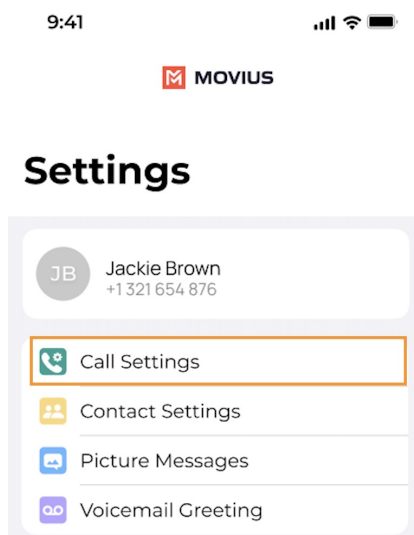 9:41
MOVIUS
Settings
JB
Jackie Brown
+1 321 654 876
Call Settings
Contact Settings
Picture Messages
Voicemail Greeting